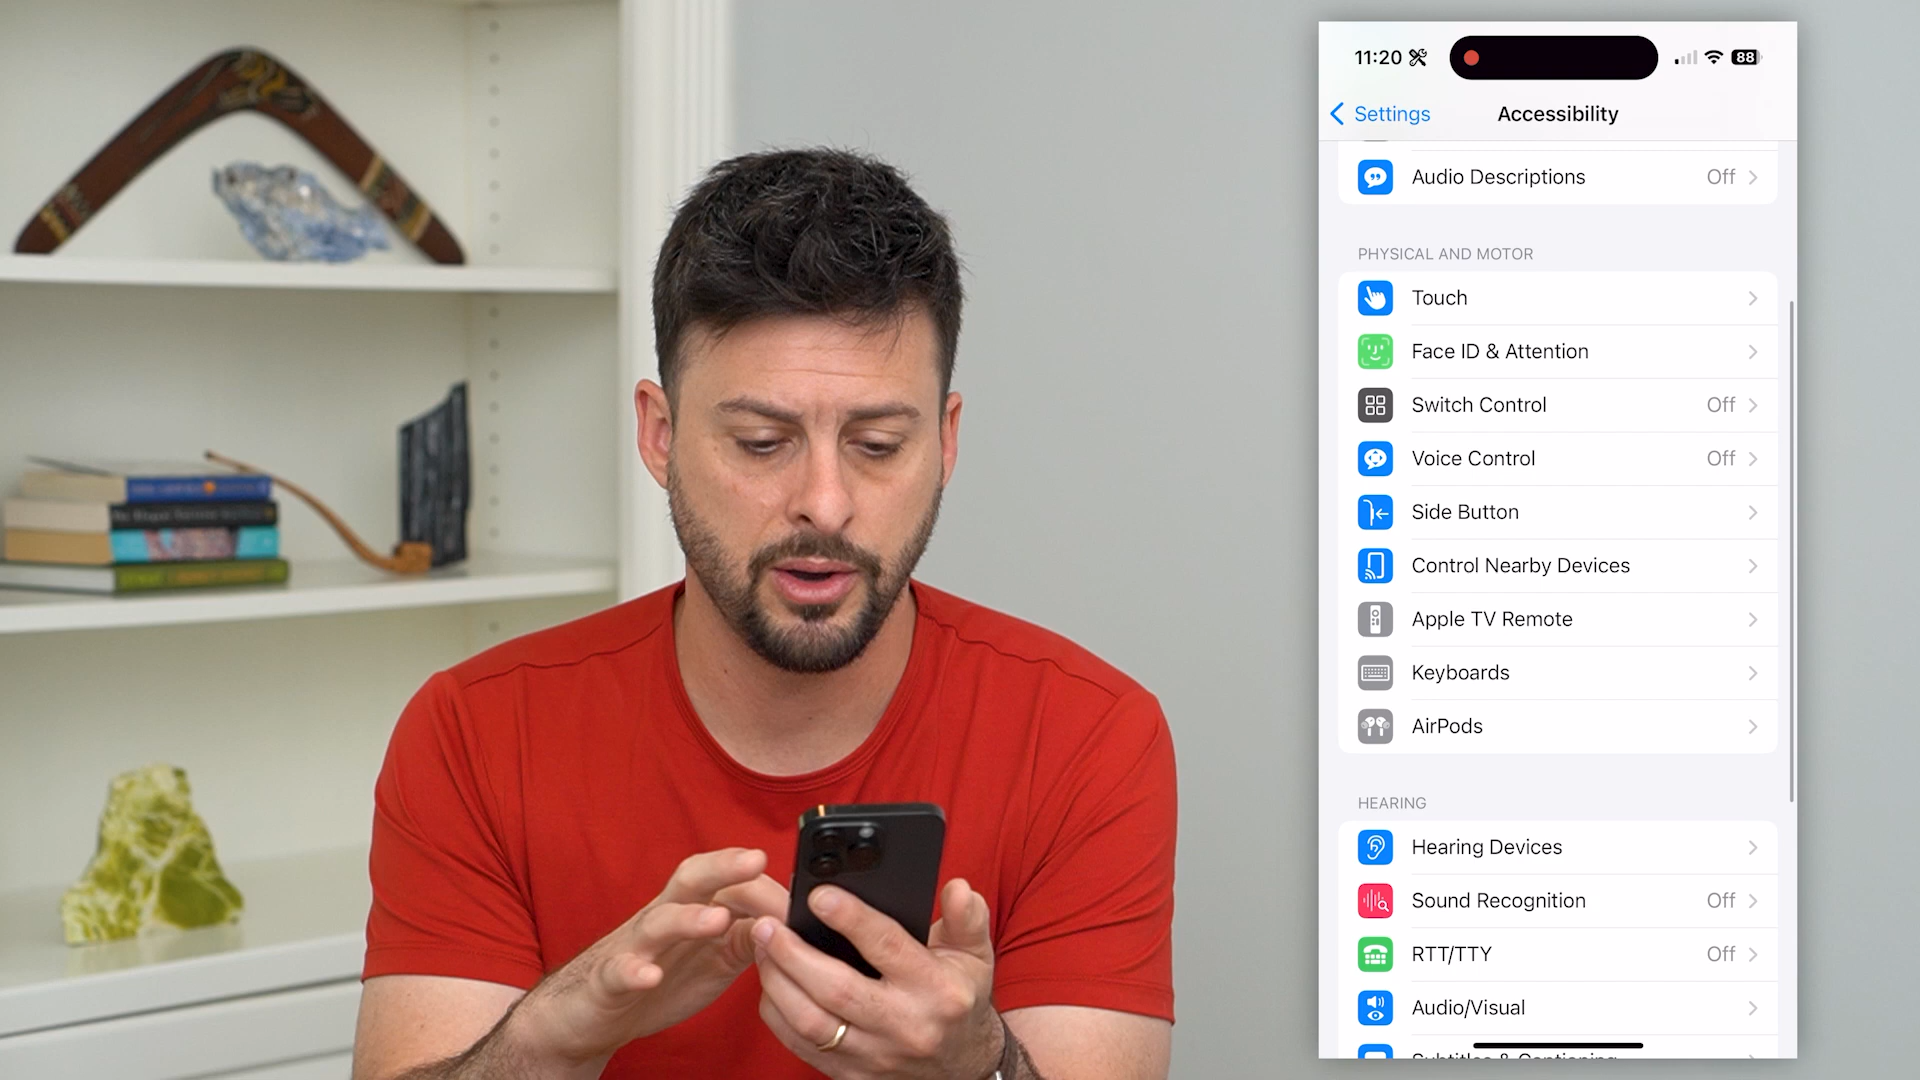 11:20
88
Settings
Accessibility
Audio Descriptions Off
PHYSICAL AND MOTOR
Touch
Face ID & Attention
Switch Control Off
Voice Control Off
Side Button
Control Nearby Devices
Apple TV Remote
Keyboards
AirPods
HEARING
Hearing Devices
Sound Recognition Off
RTT/TTY Off
Audio/Visual
Subtitles & Captioning